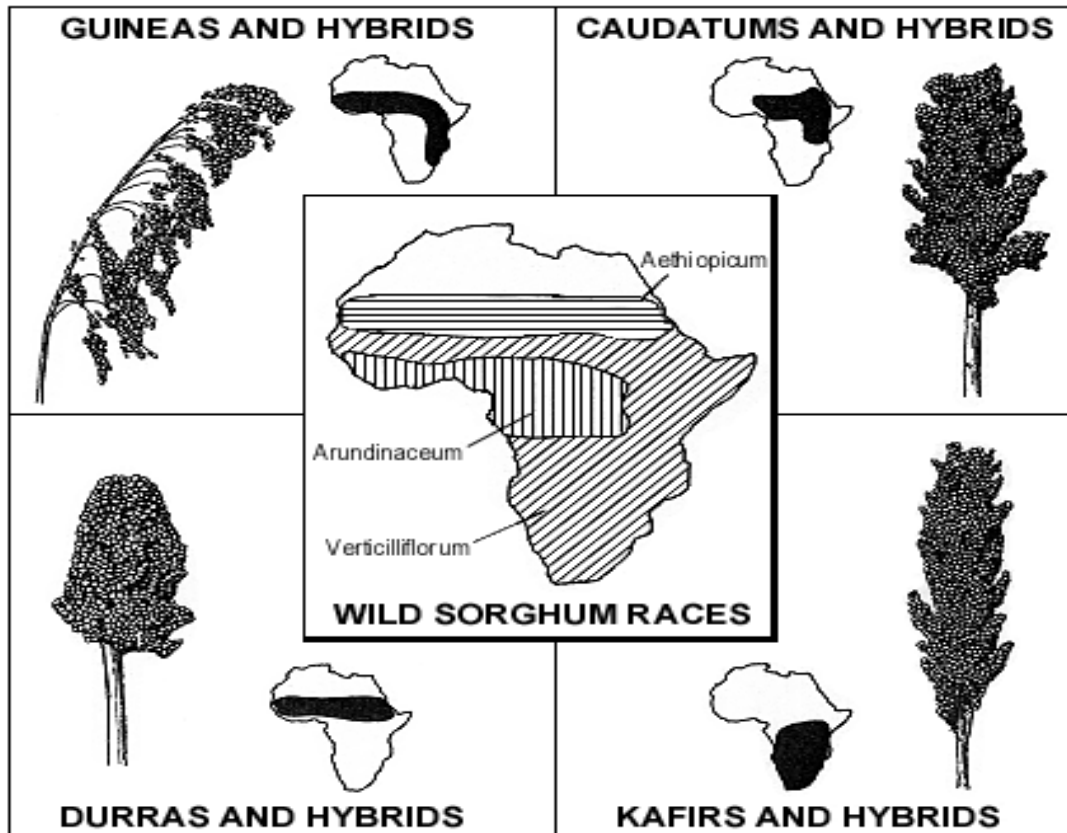 GUINEAS AND HYBRIDS
CAUDATUMS AND HYBRIDS
Aethiopicum
Arundinaceum
Verticilliflorum
WILD SORGHUM RACES
DURRAS AND HYBRIDS
KAFIRS AND HYBRIDS